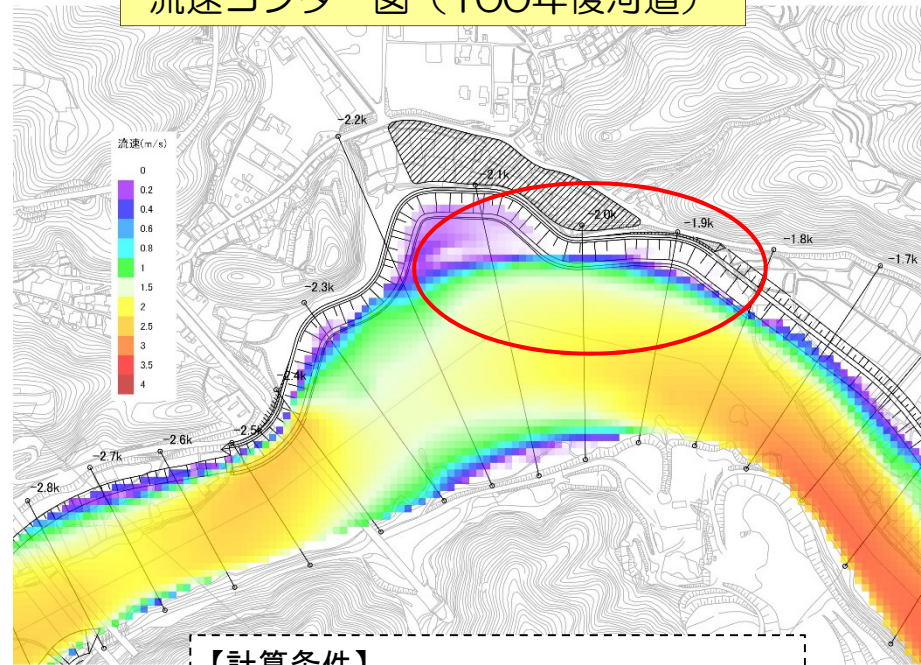 流速コンター図（100年後河道）
-2.2k
流速(m/s)
0
0.2
0.4
0.6
0.8
1
1.5
2
2.5
3
3.5
4
-2.1k
-2.0k
-1.9k
-1.8k
-1.7k
-2.3k
-2.4k
-2.5k
-2.6k
-2.7k
-2.8k
【計算条件】